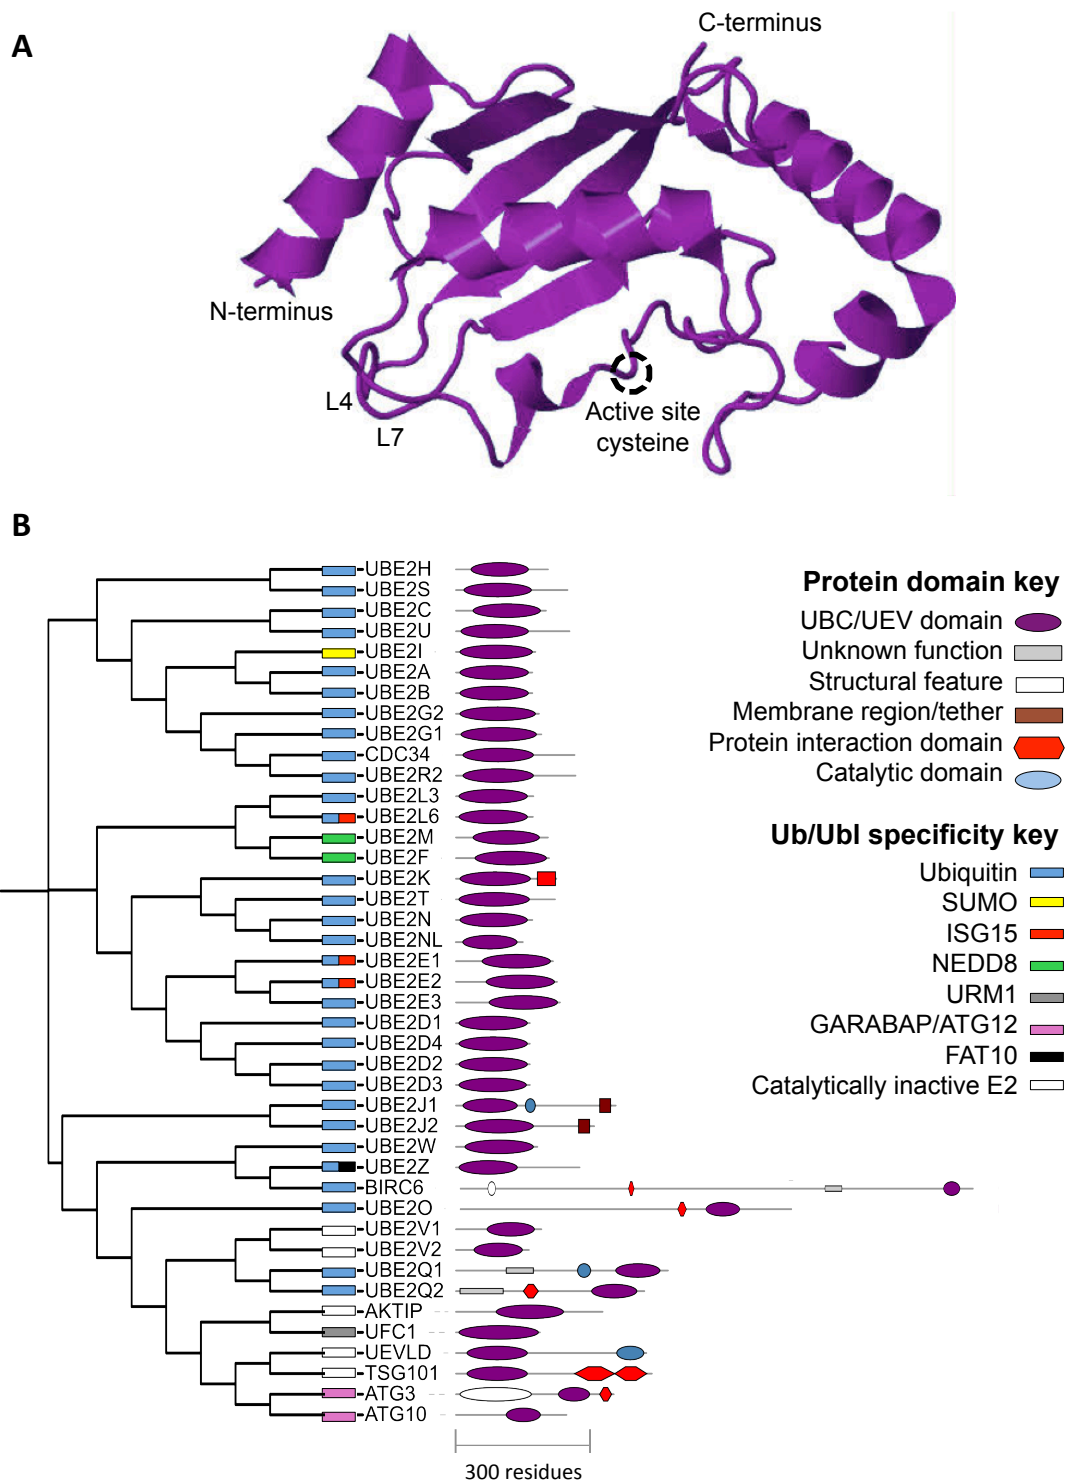 A
C-terminus
N-terminus
L4
L7
Active site
cysteine
B
UBE2H
UBE2S
UBE2C
UBE2U
UBE2I
UBE2A
UBE2B
UBE2G2
UBE2G1
CDC34
UBE2R2
UBE2L3
UBE2L6
UBE2M
UBE2F
UBE2K
UBE2T
UBE2N
UBE2NL
UBE2E1
UBE2E2
UBE2E3
UBE2D1
UBE2D4
UBE2D2
UBE2D3
UBE2J1
UBE2J2
UBE2W
UBE2Z
BIRC6
UBE2O
UBE2V1
UBE2V2
UBE2Q1
UBE2Q2
AKTIP
UFC1
UEVLD
TSG101
ATG3
ATG10
300 residues
Protein domain key
UBC/UEV domain
Unknown function
Structural feature
Membrane region/tether
Protein interaction domain
Catalytic domain
Ub/Ubl specificity key
Ubiquitin
SUMO
ISG15
NEDD8
URM1
GARABAP/ATG12
FAT10
Catalytically inactive E2